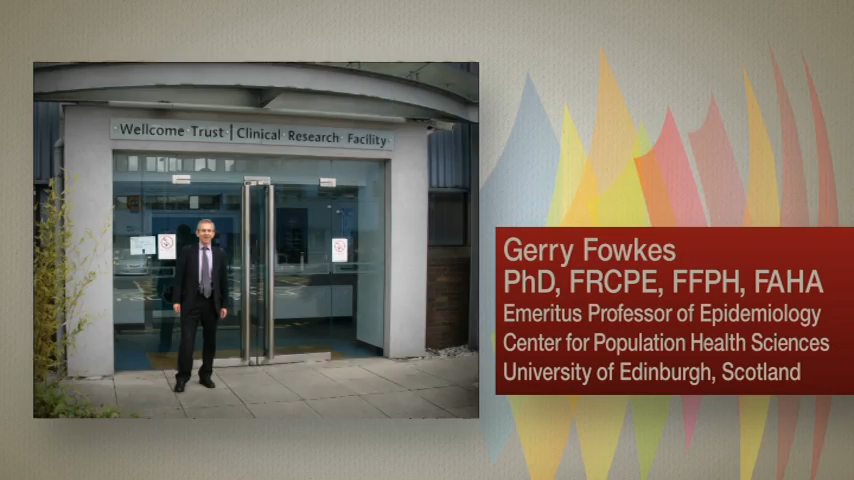 Wellcome Trust | Clinical Research Facility
Gerry Fowkes
PhD, FRCPE, FFPH, FAHA
Emeritus Professor of Epidemiology
Center for Population Health Sciences
University of Edinburgh, Scotland